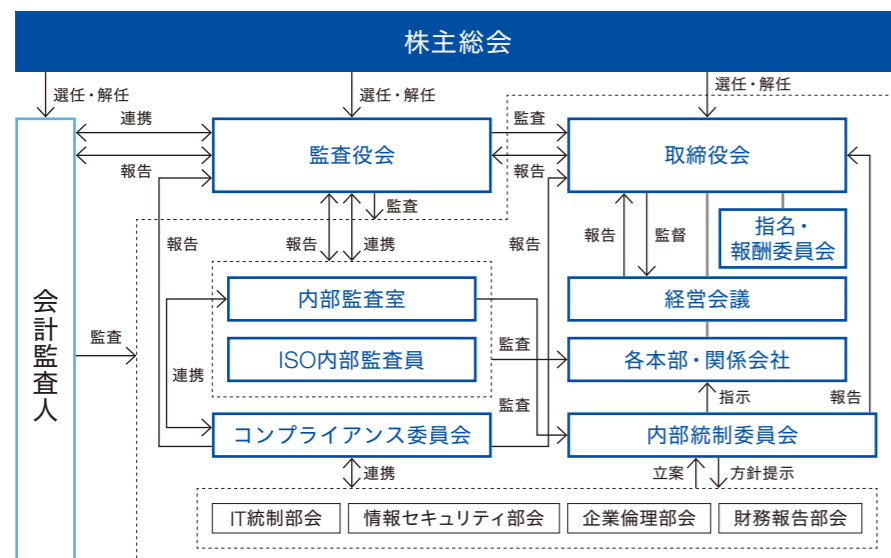 株主総会
選任・解任
選任・解任
選任・解任
連携
監査役会
監査
取締役会
報告
報告
監査
指名・
報酬委員会
報告
報告
連携
報告
報告
監督
会計監査人
内部監査室
経営会議
監査
ISO内部監査員
監査
各本部・関係会社
連携
監査
指示
報告
コンプライアンス委員会
内部統制委員会
連携
立案
方針提示
IT統制部会
情報セキュリティ部会
企業倫理部会
財務報告部会